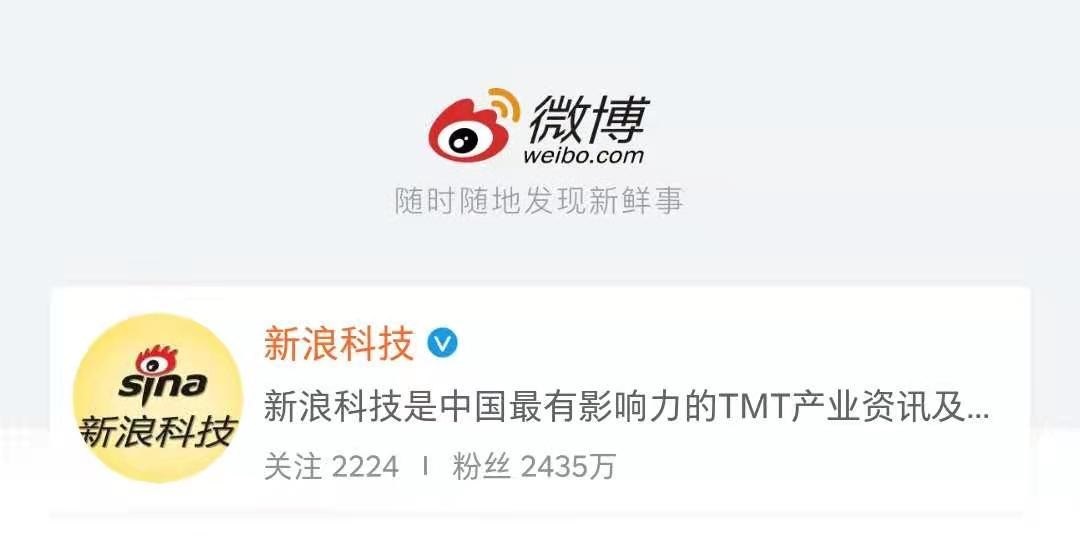 微博
weibo.com
随时随地发现新鲜事
sina
新浪科技
新浪科技
新浪科技是中国最有影响力的TMT产业资讯及...
关注 2224 | 粉丝 2435万